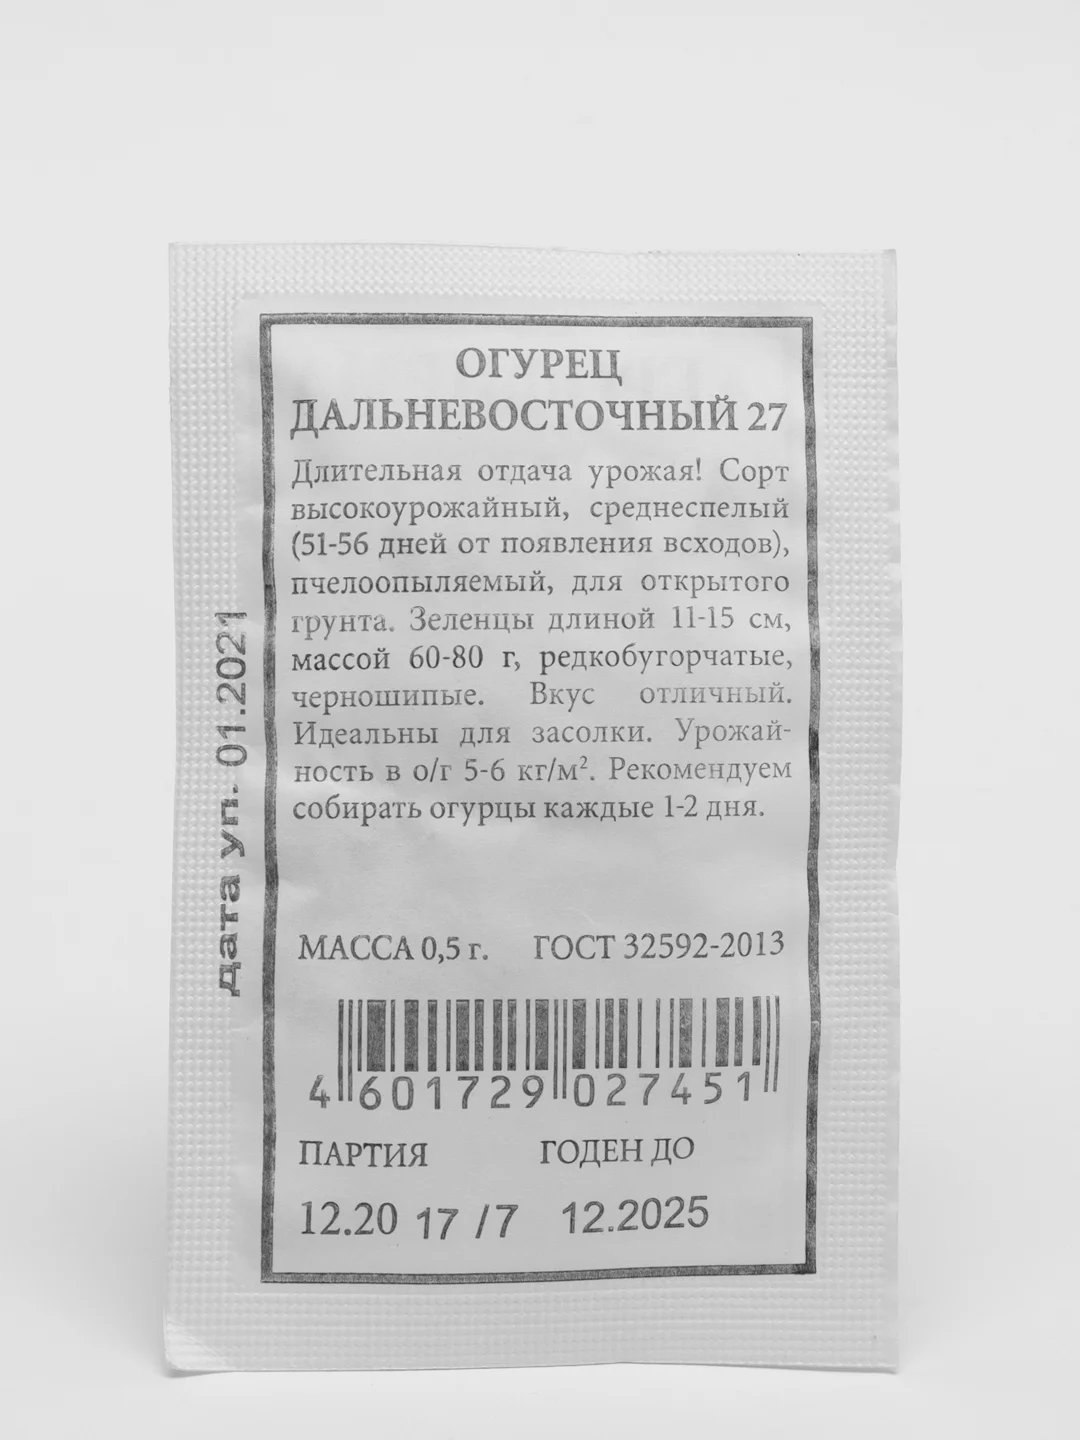 ОГУРЕЦ
ДАЛЬНЕВОСТОЧНЫЙ 27
Длительная отдача урожая! Сорт
высокоурожайный, среднеспелый
(51-56 дней от появления всходов),
пчелоопыляемый, для открытого
грунта. Зеленцы длиной 11-15 см,
массой 60-80 г, редкобугорчатые,
черношипые. Вкус отличный.
Идеальны для засолки. Урожай-
ность в о/г 5-6 кг/м². Рекомендуем
собирать огурцы каждые 1-2 дня.
МАССА 0,5 г. ГОСТ 32592-2013
4 601729 027451
ПАРТИЯ ГОДЕН ДО
12.20 17 /7 12.2025
дата уп. 01.2021